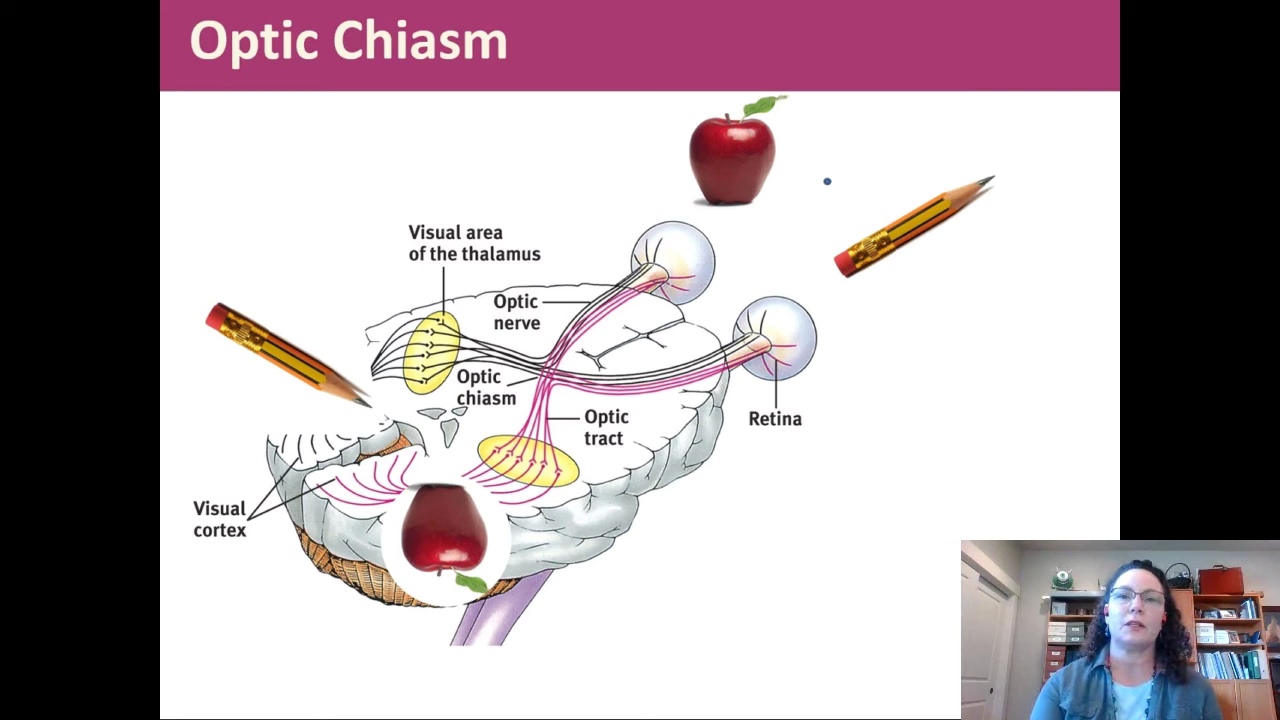 Optic Chiasm
Visual area
of the thalamus
Optic
nerve
Optic
chiasm
Optic
tract
Retina
Visual
cortex